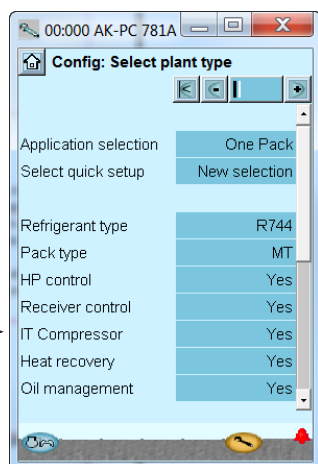 00:000 AK-PC 781A
Config: Select plant type
Application selection One Pack
Select quick setup New selection
Refrigerant type R744
Pack type MT
HP control Yes
Receiver control Yes
IT Compressor Yes
Heat recovery Yes
Oil management Yes